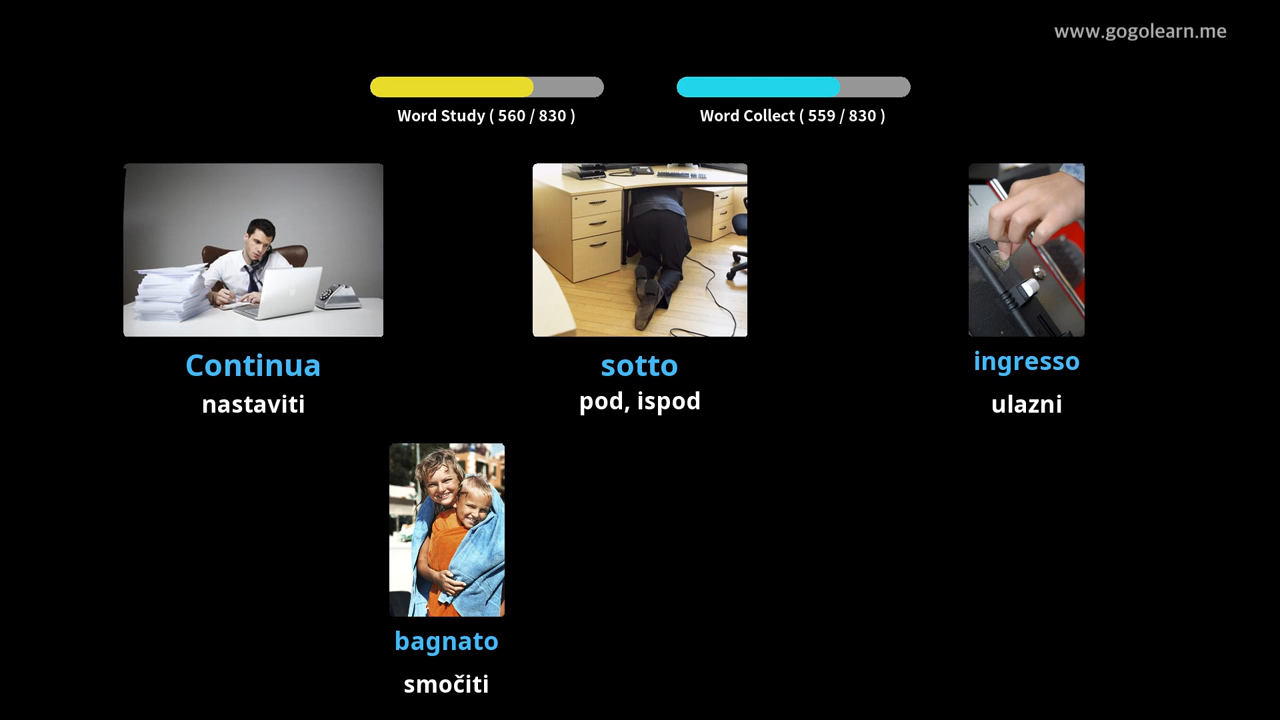 www.gogolearn.me
Word Study ( 560 / 830 )
Word Collect ( 559 / 830 )
Continua
nastaviti
sotto
pod, ispod
ingresso
ulazni
bagnato
smočiti